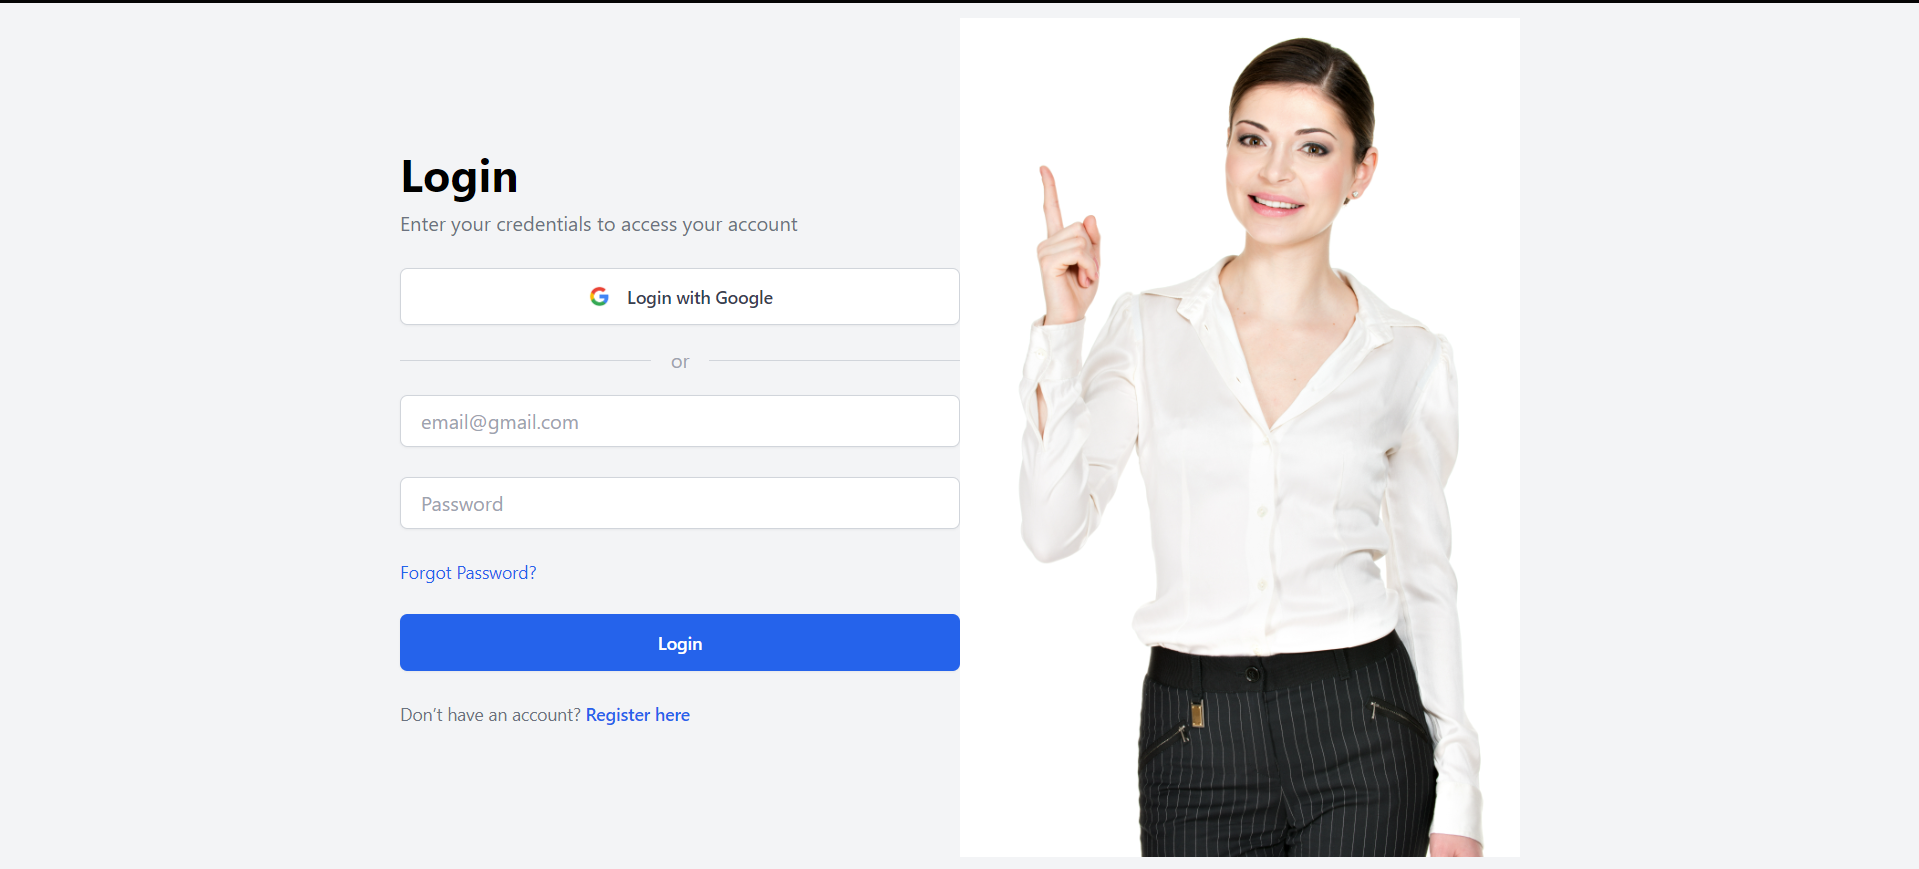 Login
Enter your credentials to access your account
Login with Google
or
email@gmail.com
Password
Forgot Password?
Login
Don’t have an account? Register here